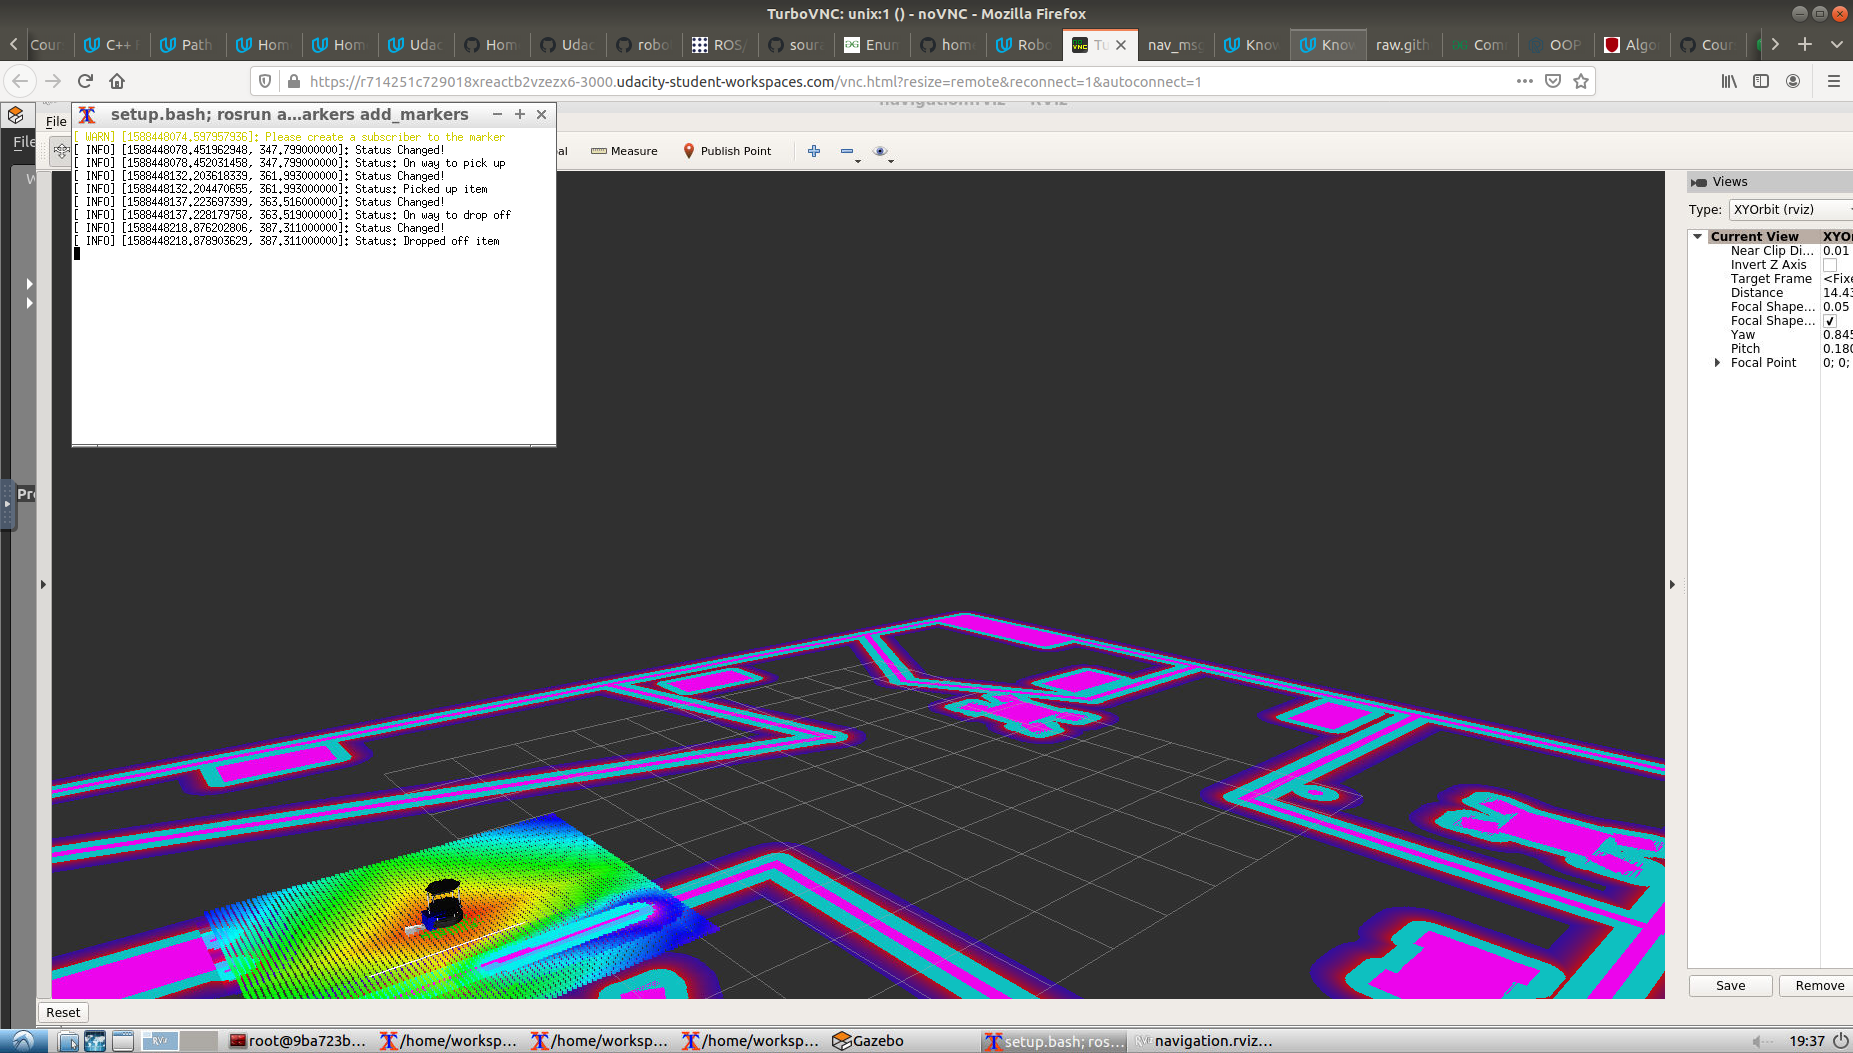 TurboVNC: unix:1 () - noVNC - Mozilla Firefox
Cour
C++ F
Path
Hom
Hom
Udac
Hom
Udac
robo
ROS/
sour
Enun
hom
Robo
Tu
nav_msg
Know
Know
raw.gith
Com
OOP
Algo
Cour
https://r714251c729018xreactb2vzezx6-3000.udacity-student-workspaces.com/vnc.html?resize=remote&reconnect=1&autoconnect=1
navigation.rviz - RViz
setup.bash; rosrun a...arkers add_markers
File
File
[ WARN] [1588448074.597957936]: Please create a subscriber to the marker
[ INFO] [1588448078.451962948, 347.799000000]: Status Changed!
[ INFO] [1588448078.452031458, 347.799000000]: Status: On way to pick up
[ INFO] [1588448132.203618339, 361.993000000]: Status Changed!
[ INFO] [1588448132.204470655, 361.993000000]: Status: Picked up item
[ INFO] [1588448137.223697399, 363.516000000]: Status Changed!
[ INFO] [1588448137.228179758, 363.519000000]: Status: On way to drop off
[ INFO] [1588448218.876202806, 387.311000000]: Status Changed!
[ INFO] [1588448218.878903629, 387.311000000]: Status: Dropped off item
al
Measure
Publish Point
W
Pro
Views
Type: XYOrbit (rviz)
Current View XYOr
Near Clip Di... 0.01
Invert Z Axis
Target Frame <Fixe
Distance 14.43
Focal Shape... 0.05
Focal Shape... ✔
Yaw 0.845
Pitch 0.180
Focal Point 0; 0;
Save
Remove
Reset
root@9ba723b...
/home/worksp...
/home/worksp...
/home/worksp...
Gazebo
setup.bash; ros...
RViz
navigation.rviz...
19:37